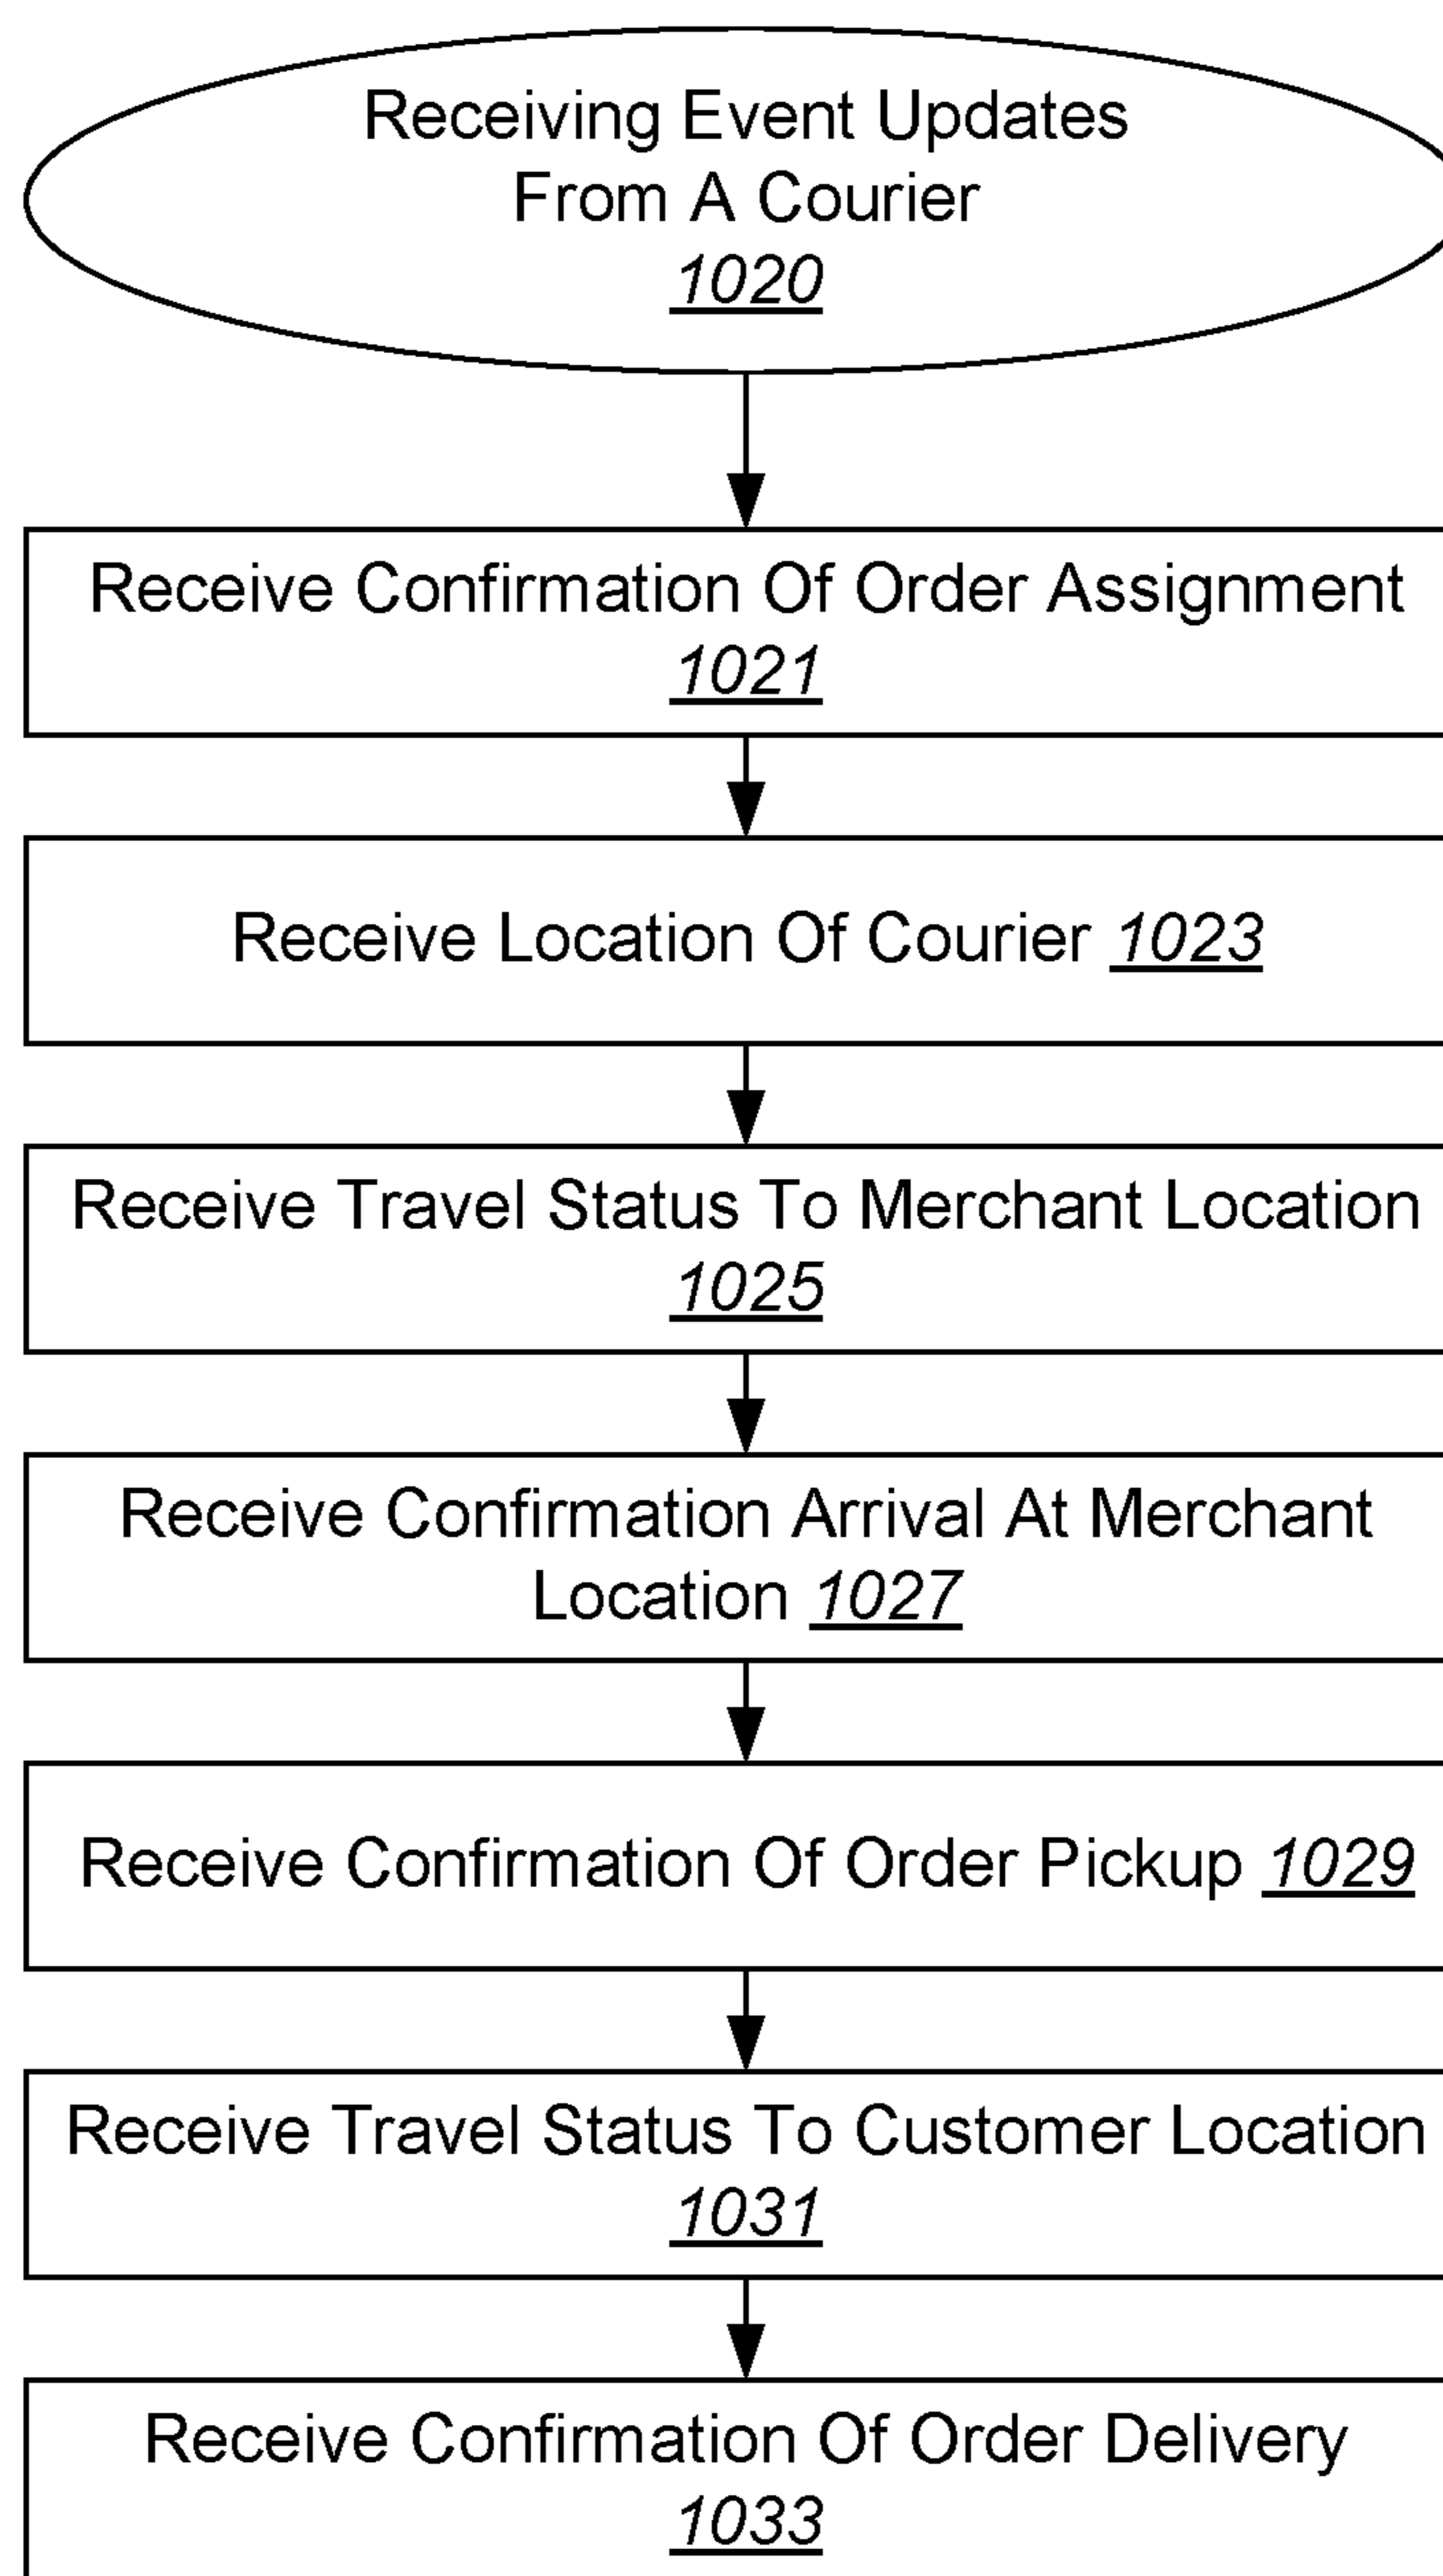 Receiving Event Updates
From A Courier
1020
Receive Confirmation Of Order Assignment
1021
Receive Location Of Courier 1023
Receive Travel Status To Merchant Location
1025
Receive Confirmation Arrival At Merchant
Location 1027
Receive Confirmation Of Order Pickup 1029
Receive Travel Status To Customer Location
1031
Receive Confirmation Of Order Delivery
1033